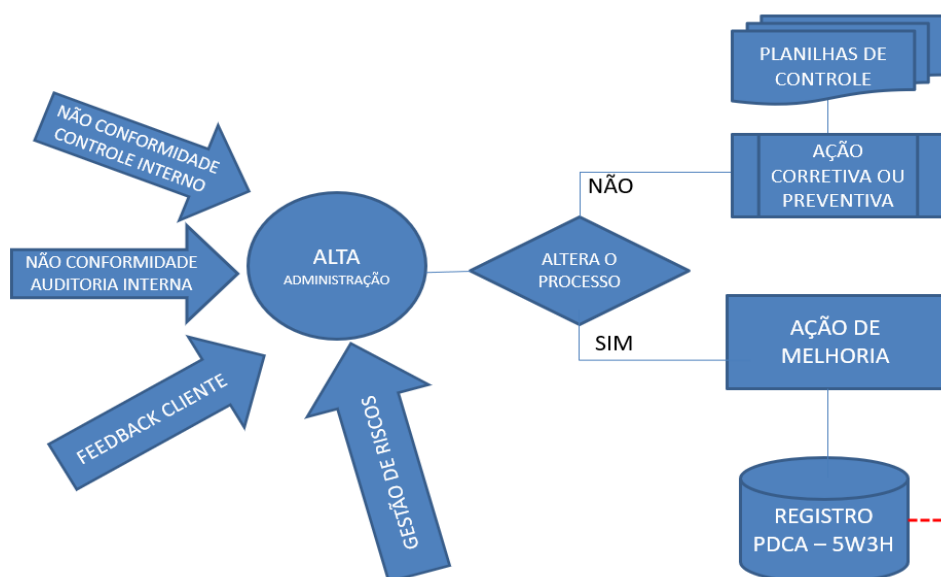 NÃO CONFORMIDADE
CONTROLE INTERNO
NÃO CONFORMIDADE
AUDITORIA INTERNA
FEEDBACK CLIENTE
GESTÃO DE RISCOS
ALTA
ADMINISTRAÇÃO
ALTERA O
PROCESSO
NÃO
SIM
PLANILHAS DE
CONTROLE
AÇÃO
CORRETIVA OU
PREVENTIVA
AÇÃO DE
MELHORIA
REGISTRO
PDCA – 5W3H